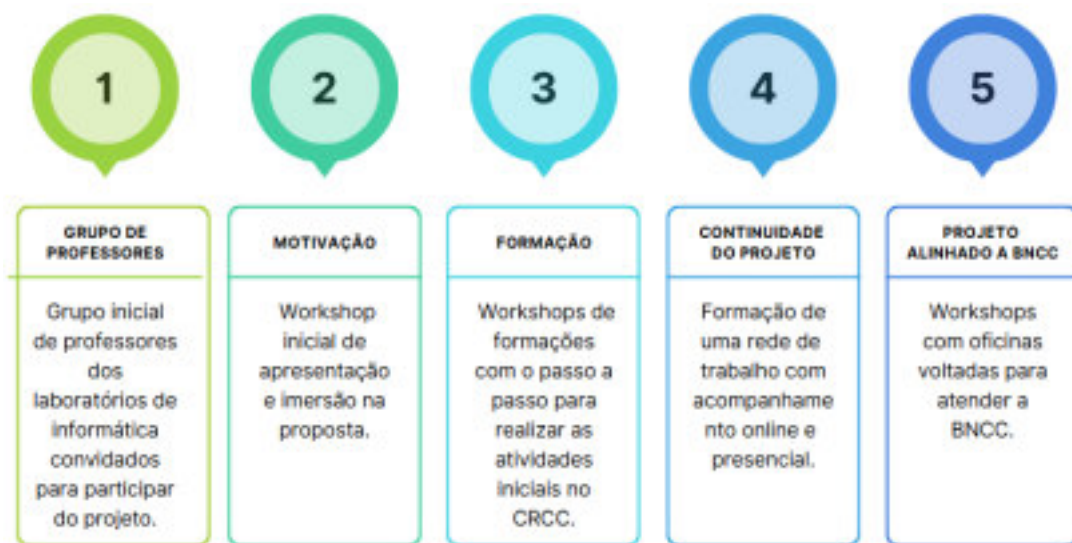 1
GRUPO DE
PROFESSORES
Grupo inicial
de professores
dos
laboratórios de
informática
convidados
para participar
do projeto.
2
MOTIVAÇÃO
Workshop
inicial de
apresentação
e imersão na
proposta.
3
FORMAÇÃO
Workshops de
formações
com o passo a
passo para
realizar as
atividades
iniciais no
CRCC.
4
CONTINUIDADE
DO PROJETO
Formação de
uma rede de
trabalho com
acompanhame
nto online e
presencial.
5
PROJETO
ALINHADO A BNCC
Workshops
com oficinas
voltadas para
atender a
BNCC.